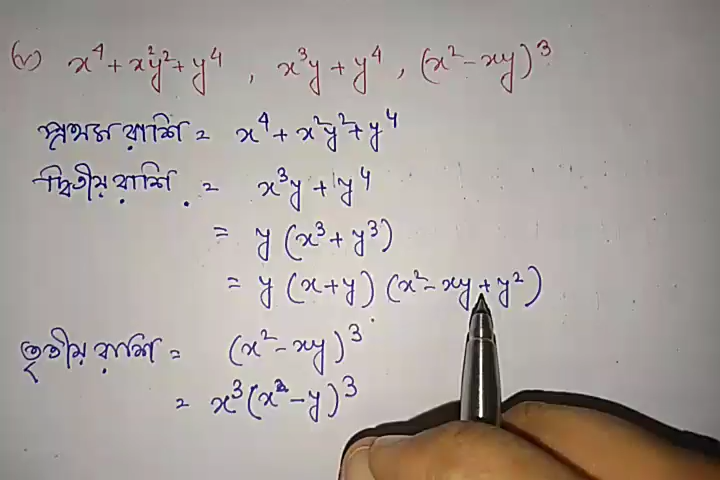 (v) x⁴ + x²y² + y⁴ , x³y + y⁴ , (x² - xy)³
প্রথম রাশি = x⁴ + x²y² + y⁴
দ্বিতীয় রাশি = x³y + y⁴
= y (x³ + y³)
= y (x + y) (x² - xy + y²)
তৃতীয় রাশি = (x² - xy)³
= x³ (x² - y)³